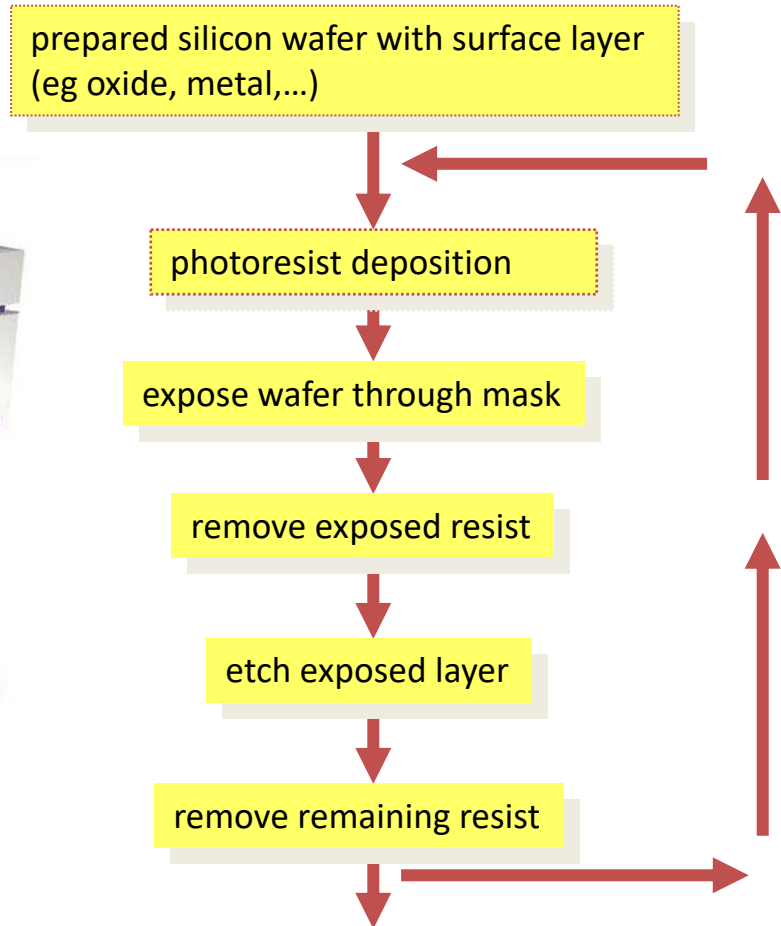 prepared silicon wafer with surface layer
(eg oxide, metal,…)
photoresist deposition
expose wafer through mask
remove exposed resist
etch exposed layer
remove remaining resist